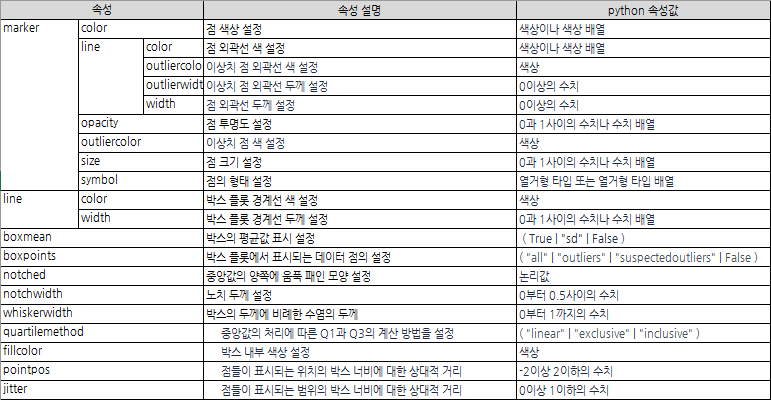 속성 속성 설명 python 속성값
marker color 점 색상 설정 색상이나 색상 배열
line color 점 외곽선 색 설정 색상이나 색상 배열
outliercolo 이상치 점 외곽선 색 설정 색상
outlierwidt 이상치 점 외곽선 두께 설정 0이상의 수치
width 점 외곽선 두께 설정 0이상의 수치
opacity 점 투명도 설정 0과 1사이의 수치나 수치 배열
outliercolor 이상치 점 색 설정 색상
size 점 크기 설정 0과 1사이의 수치나 수치 배열
symbol 점의 형태 설정 열거형 타입 또는 열거형 타입 배열
line color 박스 플롯 경계선 색 설정 색상
width 박스 플롯 경계선 두께 설정 0과 1사이의 수치나 수치 배열
boxmean 박스의 평균값 표시 설정 ( True | "sd" | False )
boxpoints 박스 플롯에서 표시되는 데이터 점의 설정 ( "all" | "outliers" | "suspectedoutliers" | False )
notched 중앙값의 양쪽에 움푹 패인 모양 설정 논리값
notchwidth 노치 두께 설정 0부터 0.5사이의 수치
whiskerwidth 박스의 두께에 비례한 수염의 두께 0부터 1까지의 수치
quartilemethod 중앙값의 처리에 따른 Q1과 Q3의 계산 방법을 설정 ( "linear" | "exclusive" | "inclusive" )
fillcolor 박스 내부 색상 설정 색상
pointpos 점들이 표시되는 위치의 박스 너비에 대한 상대적 거리 -2이상 2이하의 수치
jitter 점들이 표시되는 범위의 박스 너비에 대한 상대적 거리 0이상 1이하의 수치